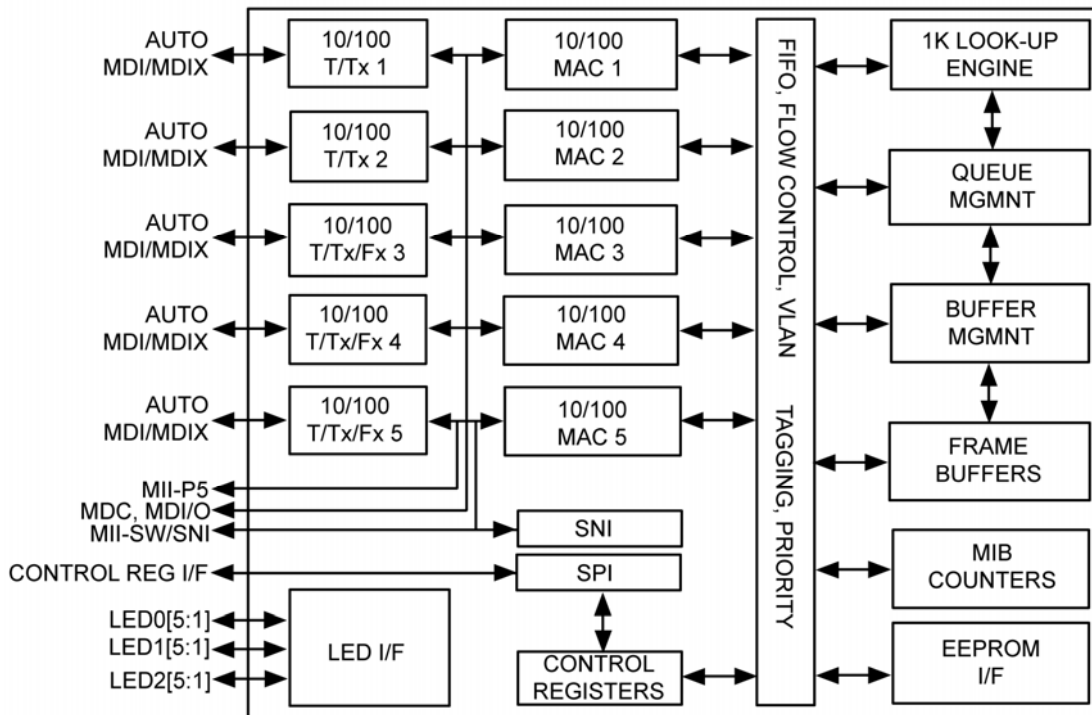 AUTO
MDI/MDIX
10/100
T/Tx 1
10/100
MAC 1
1K LOOK-UP
ENGINE
AUTO
MDI/MDIX
10/100
T/Tx 2
10/100
MAC 2
QUEUE
MGMNT
AUTO
MDI/MDIX
10/100
T/Tx/Fx 3
10/100
MAC 3
AUTO
MDI/MDIX
10/100
T/Tx/Fx 4
10/100
MAC 4
BUFFER
MGMNT
AUTO
MDI/MDIX
10/100
T/Tx/Fx 5
10/100
MAC 5
FRAME
BUFFERS
FIFO, FLOW CONTROL, VLAN TAGGING, PRIORITY
MII-P5
MDC, MDI/O
MII-SW/SNI
SNI
CONTROL REG I/F
SPI
MIB
COUNTERS
LED0[5:1]
LED1[5:1]
LED2[5:1]
LED I/F
CONTROL
REGISTERS
EEPROM
I/F